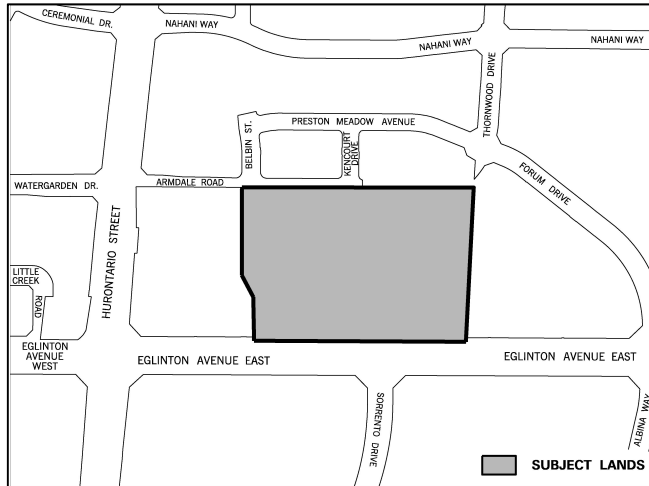 CEREMONIAL DR.
NAHANI WAY
NAHANI WAY
NAHANI WAY
THORNWOOD DRIVE
PRESTON MEADOW AVENUE
BELBIN ST.
KENCOURT
DRIVE
FORUM DRIVE
WATERGARDEN DR.
ARMDALE ROAD
HURONTARIO STREET
LITTLE
CREEK
ROAD
EGLINTON
AVENUE
WEST
EGLINTON AVENUE EAST
EGLINTON AVENUE EAST
SORRENTO DRIVE
ALBINA WAY
SUBJECT LANDS